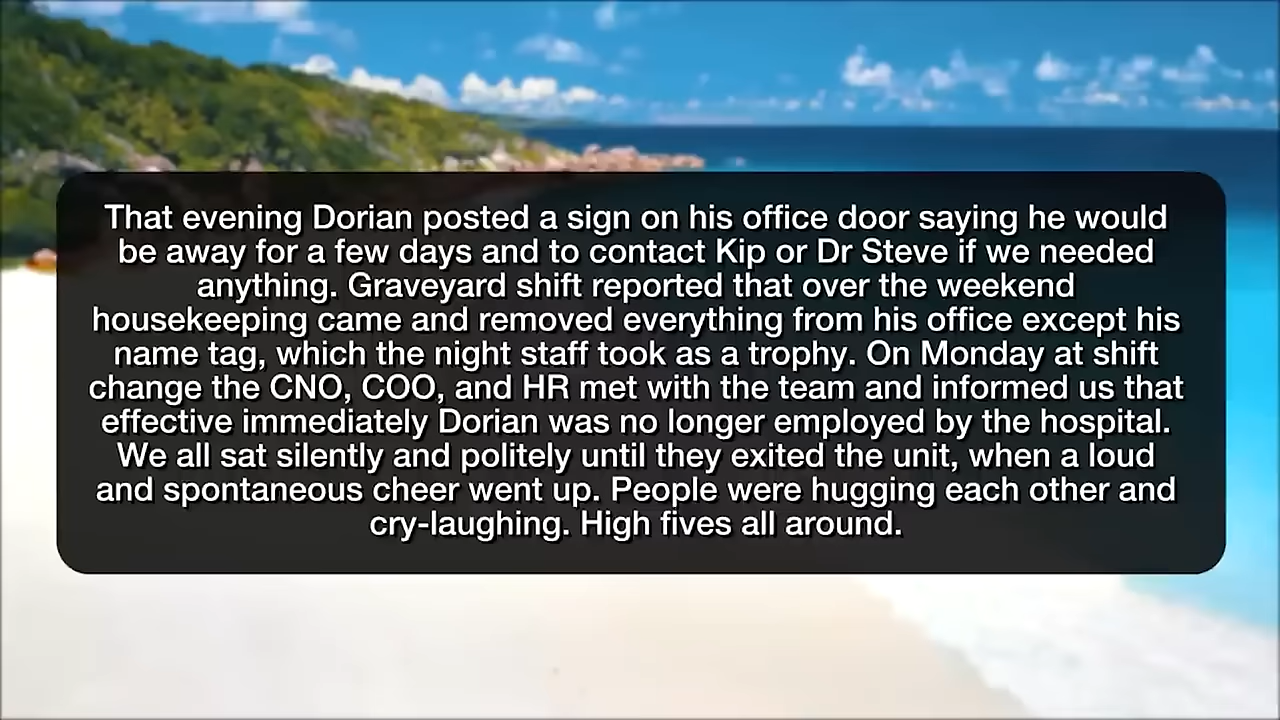 That evening Dorian posted a sign on his office door saying he would
be away for a few days and to contact Kip or Dr Steve if we needed
anything. Graveyard shift reported that over the weekend
housekeeping came and removed everything from his office except his
name tag, which the night staff took as a trophy. On Monday at shift
change the CNO, COO, and HR met with the team and informed us that
effective immediately Dorian was no longer employed by the hospital.
We all sat silently and politely until they exited the unit, when a loud
and spontaneous cheer went up. People were hugging each other and
cry-laughing. High fives all around.